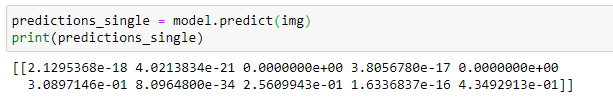 predictions_single = model.predict(img)
print(predictions_single)
[[2.1295368e-18 4.0213834e-21 0.0000000e+00 3.8056780e-17 0.0000000e+00
3.0897146e-01 8.0964800e-34 2.5609943e-01 1.6336837e-16 4.3492913e-01]]